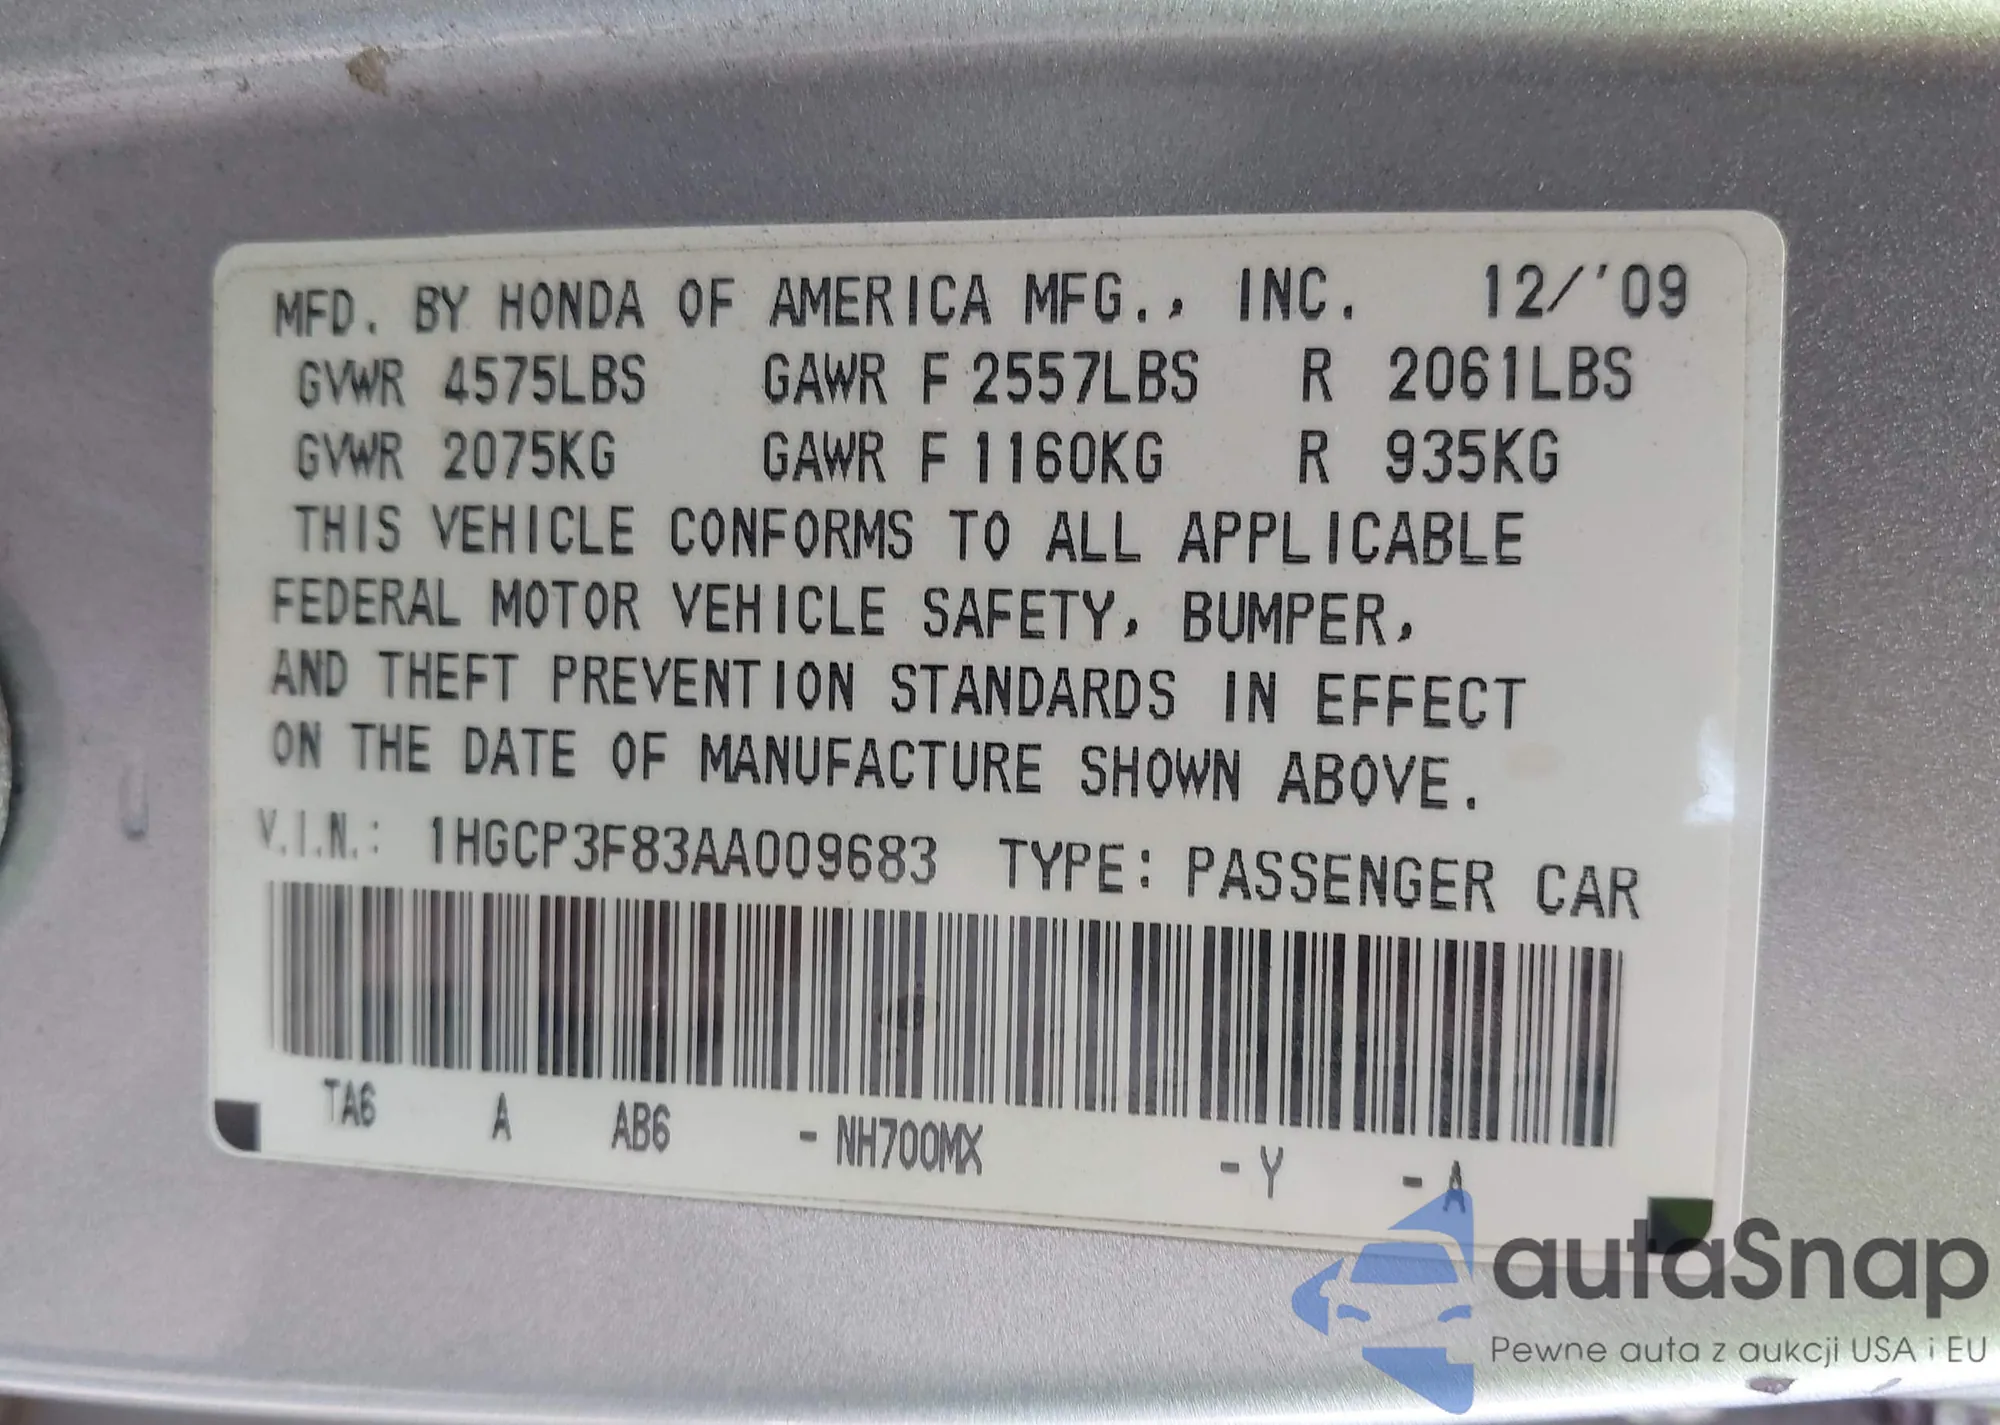 MFD. BY HONDA OF AMERICA MFG., INC. 12/'09
GVWR 4575LBS GAWR F 2557LBS R 2061LBS
GVWR 2075KG GAWR F 1160KG R 935KG
THIS VEHICLE CONFORMS TO ALL APPLICABLE
FEDERAL MOTOR VEHICLE SAFETY, BUMPER,
AND THEFT PREVENTION STANDARDS IN EFFECT
ON THE DATE OF MANUFACTURE SHOWN ABOVE.
V.I.N.: 1HGCP3F83AA009683 TYPE: PASSENGER CAR
TA6 A AB6 - NH700MX - Y - A
autaSnap
Pewne auta z aukcji USA i EU